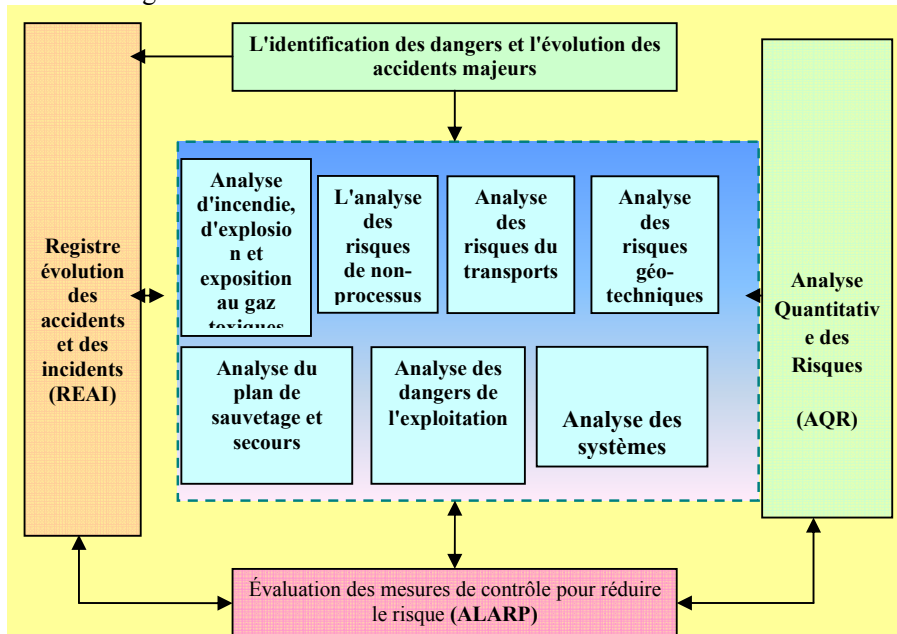 L'identification des dangers et l'évolution des
accidents majeurs
Registre
évolution
des
accidents
et des
incidents
(REAI)
Analyse
d'incendie,
d'explosio
n et
exposition
au gaz
toxiques
L'analyse
des
risques
de non-
processus
Analyse
des
risques du
transports
Analyse
des
risques
géo-
techniques
Analyse du
plan de
sauvetage et
secours
Analyse des
dangers de
l'exploitation
Analyse des
systèmes
Analyse
Quantitativ
e des
Risques
(AQR)
Évaluation des mesures de contrôle pour réduire
le risque (ALARP)